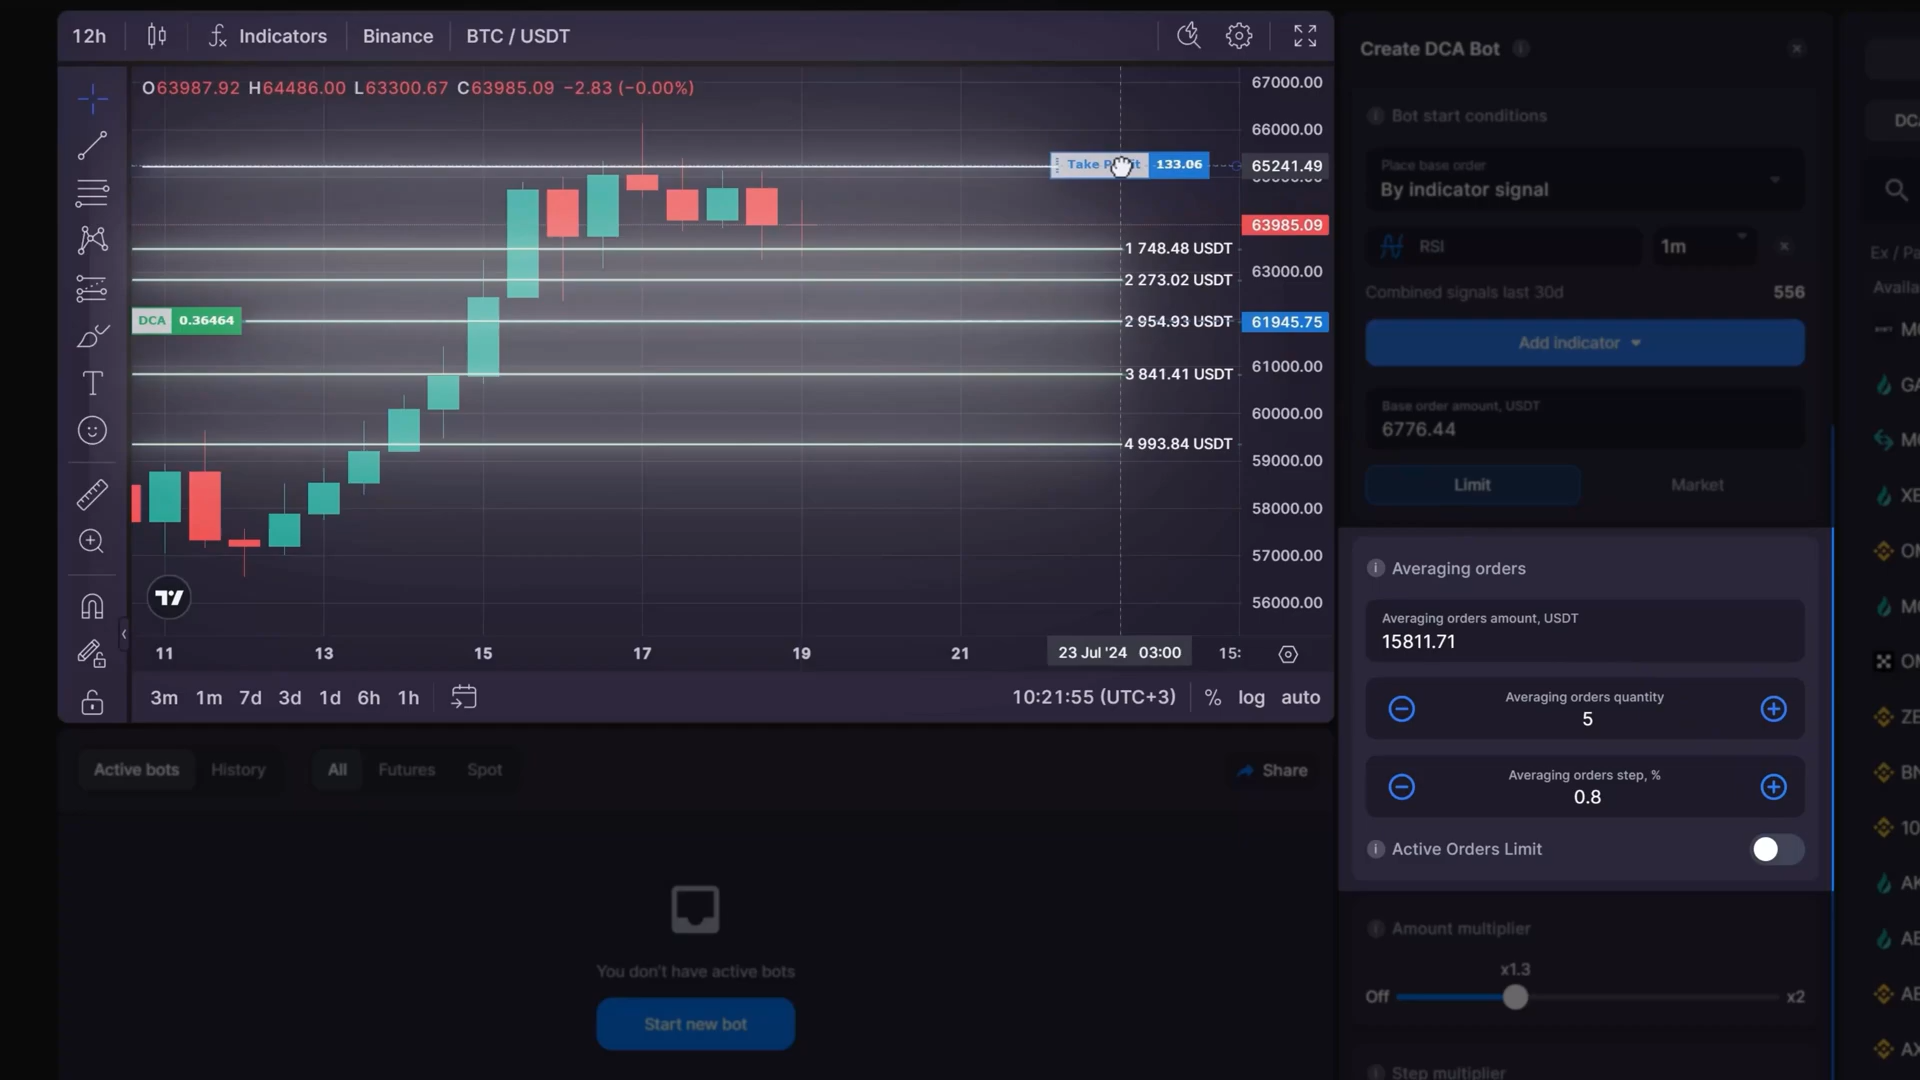 12h Indicators Binance BTC / USDT
O63987.92 H64486.00 L63300.67 C63985.09 −2.83 (−0.00%)
67000.00
66000.00
65241.49
63985.09
63000.00
61945.75
61000.00
60000.00
59000.00
58000.00
57000.00
56000.00
133.06
1 748.48 USDT
2 273.02 USDT
DCA 0.36464
2 954.93 USDT
3 841.41 USDT
4 993.84 USDT
11 13 15 17 19 21 23 Jul '24 03:00 15:
3m 1m 7d 3d 1d 6h 1h
10:21:55 (UTC+3) % log auto
Active bots History All Futures Spot Share
You don't have active bots
Start new bot
Create DCA Bot
Bot start conditions
Place base order
By indicator signal
RSI 1m
Combined signals last 30d 556
Add indicator
Base order amount, USDT
6776.44
Limit Market
Averaging orders
Averaging orders amount, USDT
15811.71
Averaging orders quantity
5
Averaging orders step, %
0.8
Active Orders Limit
Amount multiplier
x1.3
Off x2
Step multiplier
Ex / Pa
Availa